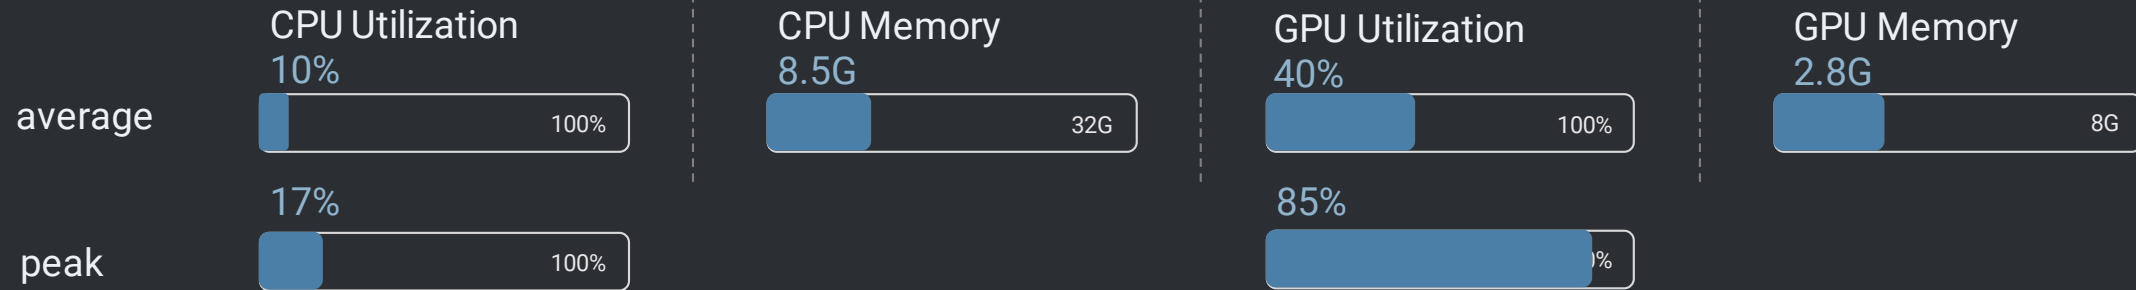 CPU Utilization
CPU Memory
GPU Utilization
GPU Memory
10%
8.5G
40%
2.8G
average
100%
32G
100%
8G
17%
85%
peak
100%
%